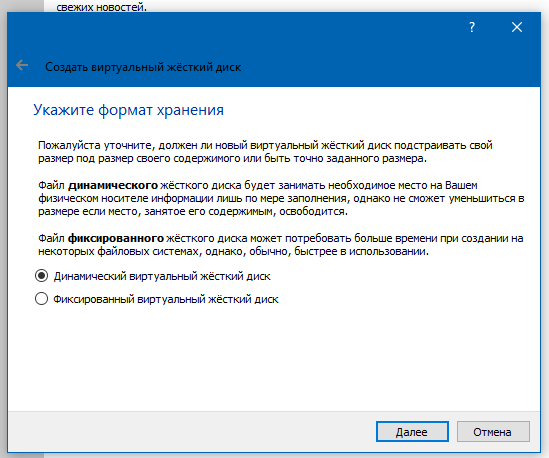 свежих новостей.
?
Создать виртуальный жёсткий диск
Укажите формат хранения
Пожалуйста уточните, должен ли новый виртуальный жёсткий диск подстраивать свой
размер под размер своего содержимого или быть точно заданного размера.
Файл динамического жёсткого диска будет занимать необходимое место на Вашем
физическом носителе информации лишь по мере заполнения, однако не сможет уменьшиться в
размере если место, занятое его содержимым, освободится.
Файл фиксированного жёсткого диска может потребовать больше времени при создании на
некоторых файловых системах, однако, обычно, быстрее в использовании.
Динамический виртуальный жёсткий диск
Фиксированный виртуальный жёсткий диск
Далее
Отмена